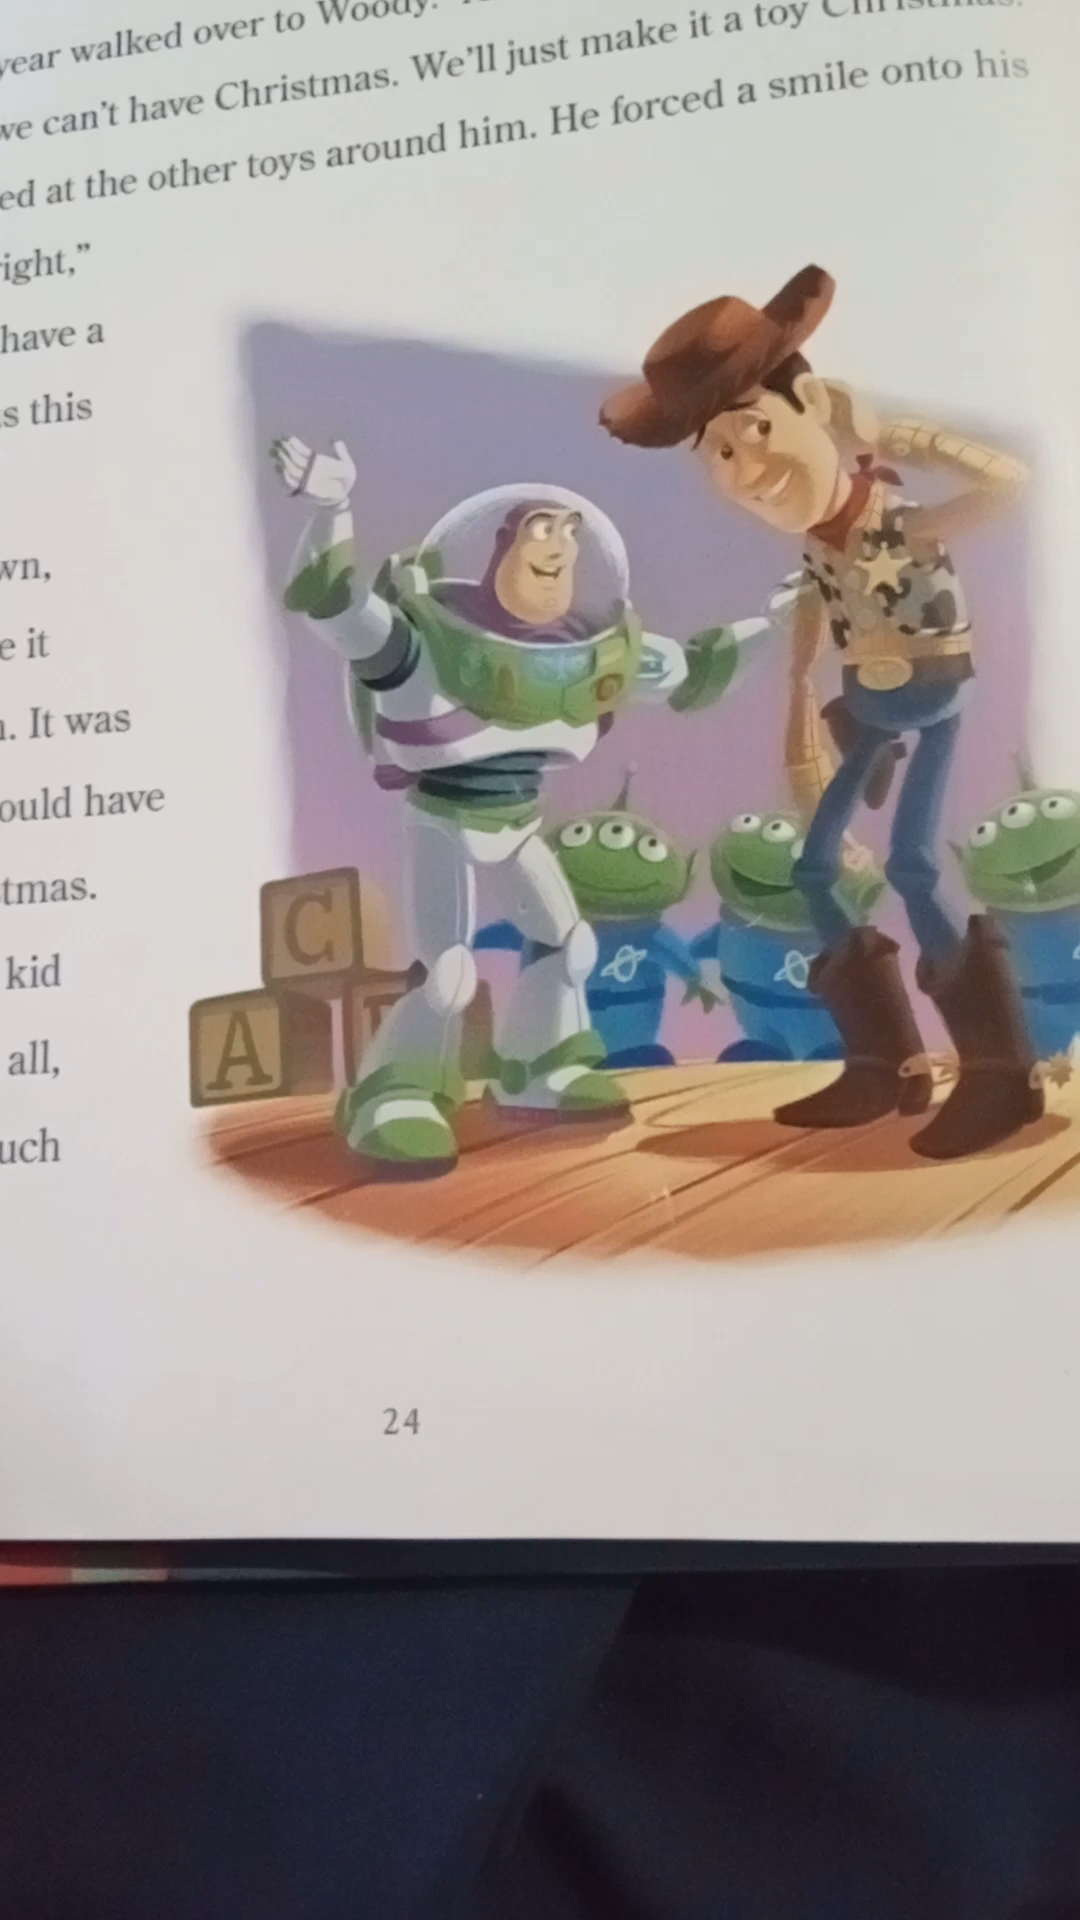 year walked over to Woody.
we can't have Christmas. We'll just make it a toy Christmas.
ed at the other toys around him. He forced a smile onto his
ight,"
have a
s this
wn,
e it
. It was
ould have
tmas.
kid
all,
uch
C
A
24